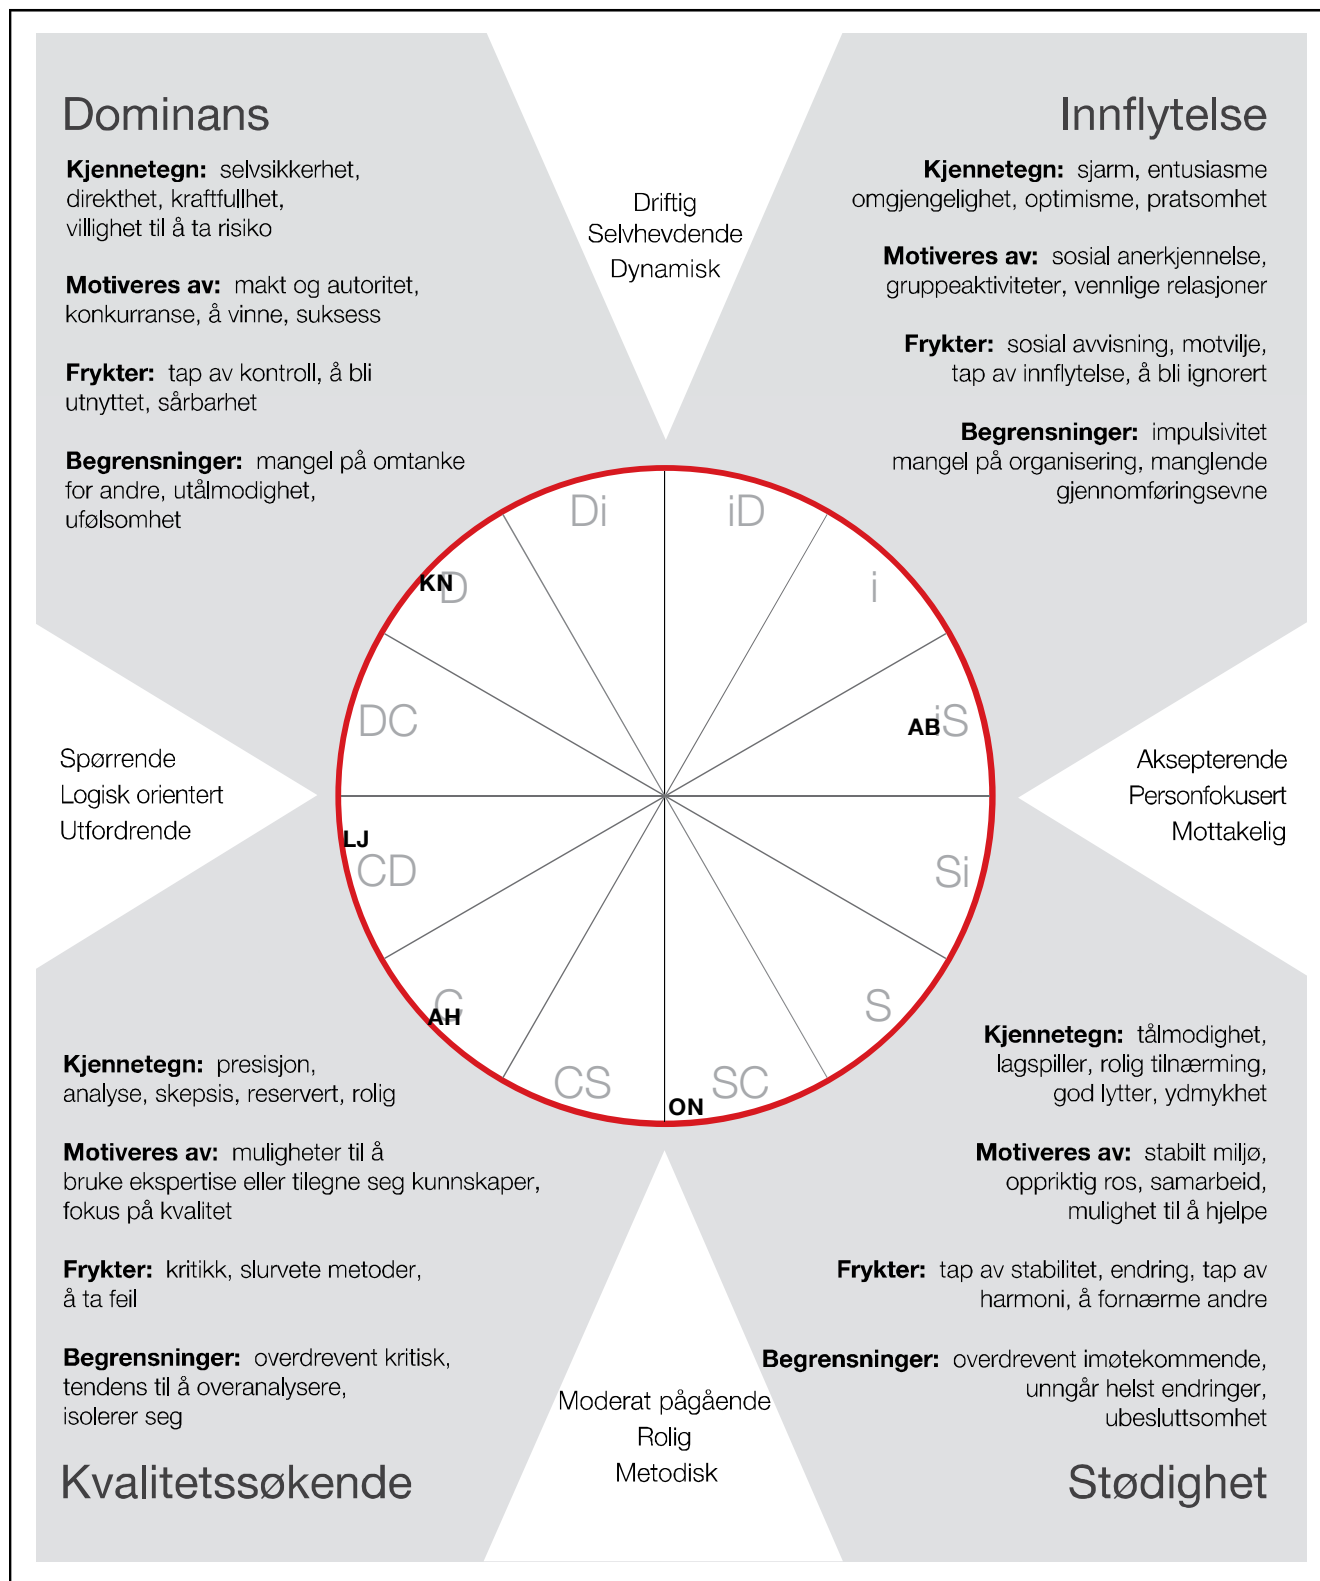 Dominans
Kjennetegn: selvsikkerhet,
direkthet, kraftfullhet,
villighet til å ta risiko
Motiveres av: makt og autoritet,
konkurranse, å vinne, suksess
Frykter: tap av kontroll, å bli
utnyttet, sårbarhet
Begrensninger: mangel på omtanke
for andre, utålmodighet,
ufølsomhet
Driftig
Selvhevdende
Dynamisk
Innflytelse
Kjennetegn: sjarm, entusiasme
omgjengelighet, optimisme, pratsomhet
Motiveres av: sosial anerkjennelse,
gruppeaktiviteter, vennlige relasjoner
Frykter: sosial avvisning, motvilje,
tap av innflytelse, å bli ignorert
Begrensninger: impulsivitet
mangel på organisering, manglende
gjennomføringsevne
Di
iD
KN
D
i
DC
AB
iS
Spørrende
Logisk orientert
Utfordrende
Aksepterende
Personfokusert
Mottakelig
LJ
CD
Si
C
AH
S
CS
ON
SC
Kjennetegn: presisjon,
analyse, skepsis, reservert, rolig
Motiveres av: muligheter til å
bruke ekspertise eller tilegne seg kunnskaper,
fokus på kvalitet
Frykter: kritikk, slurvete metoder,
å ta feil
Begrensninger: overdrevent kritisk,
tendens til å overanalysere,
isolerer seg
Kvalitetssøkende
Moderat pågående
Rolig
Metodisk
Kjennetegn: tålmodighet,
lagspiller, rolig tilnærming,
god lytter, ydmykhet
Motiveres av: stabilt miljø,
oppriktig ros, samarbeid,
mulighet til å hjelpe
Frykter: tap av stabilitet, endring, tap av
harmoni, å fornærme andre
Begrensninger: overdrevent imøtekommende,
unngår helst endringer,
ubesluttsomhet
Stødighet